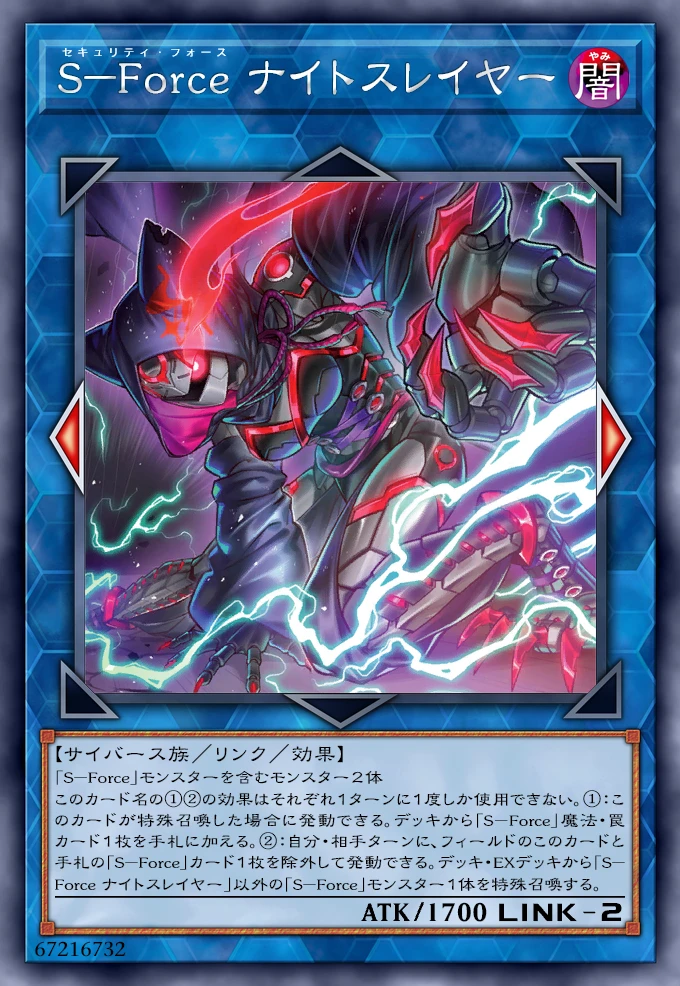 セキュリティ・フォース
S－Force ナイトスレイヤー
やみ
闇
【サイバース族／リンク／効果】
「S－Force」モンスターを含むモンスター２体
このカード名の①②の効果はそれぞれ１ターンに１度しか使用できない。①：こ
のカードが特殊召喚した場合に発動できる。デッキから「S－Force」魔法・罠
カード１枚を手札に加える。②：自分・相手ターンに、フィールドのこのカードと
手札の「S－Force」カード１枚を除外して発動できる。デッキ・EXデッキから「S－
Force ナイトスレイヤー」以外の「S－Force」モンスター１体を特殊召喚する。
ATK/1700 LINK-2
67216732